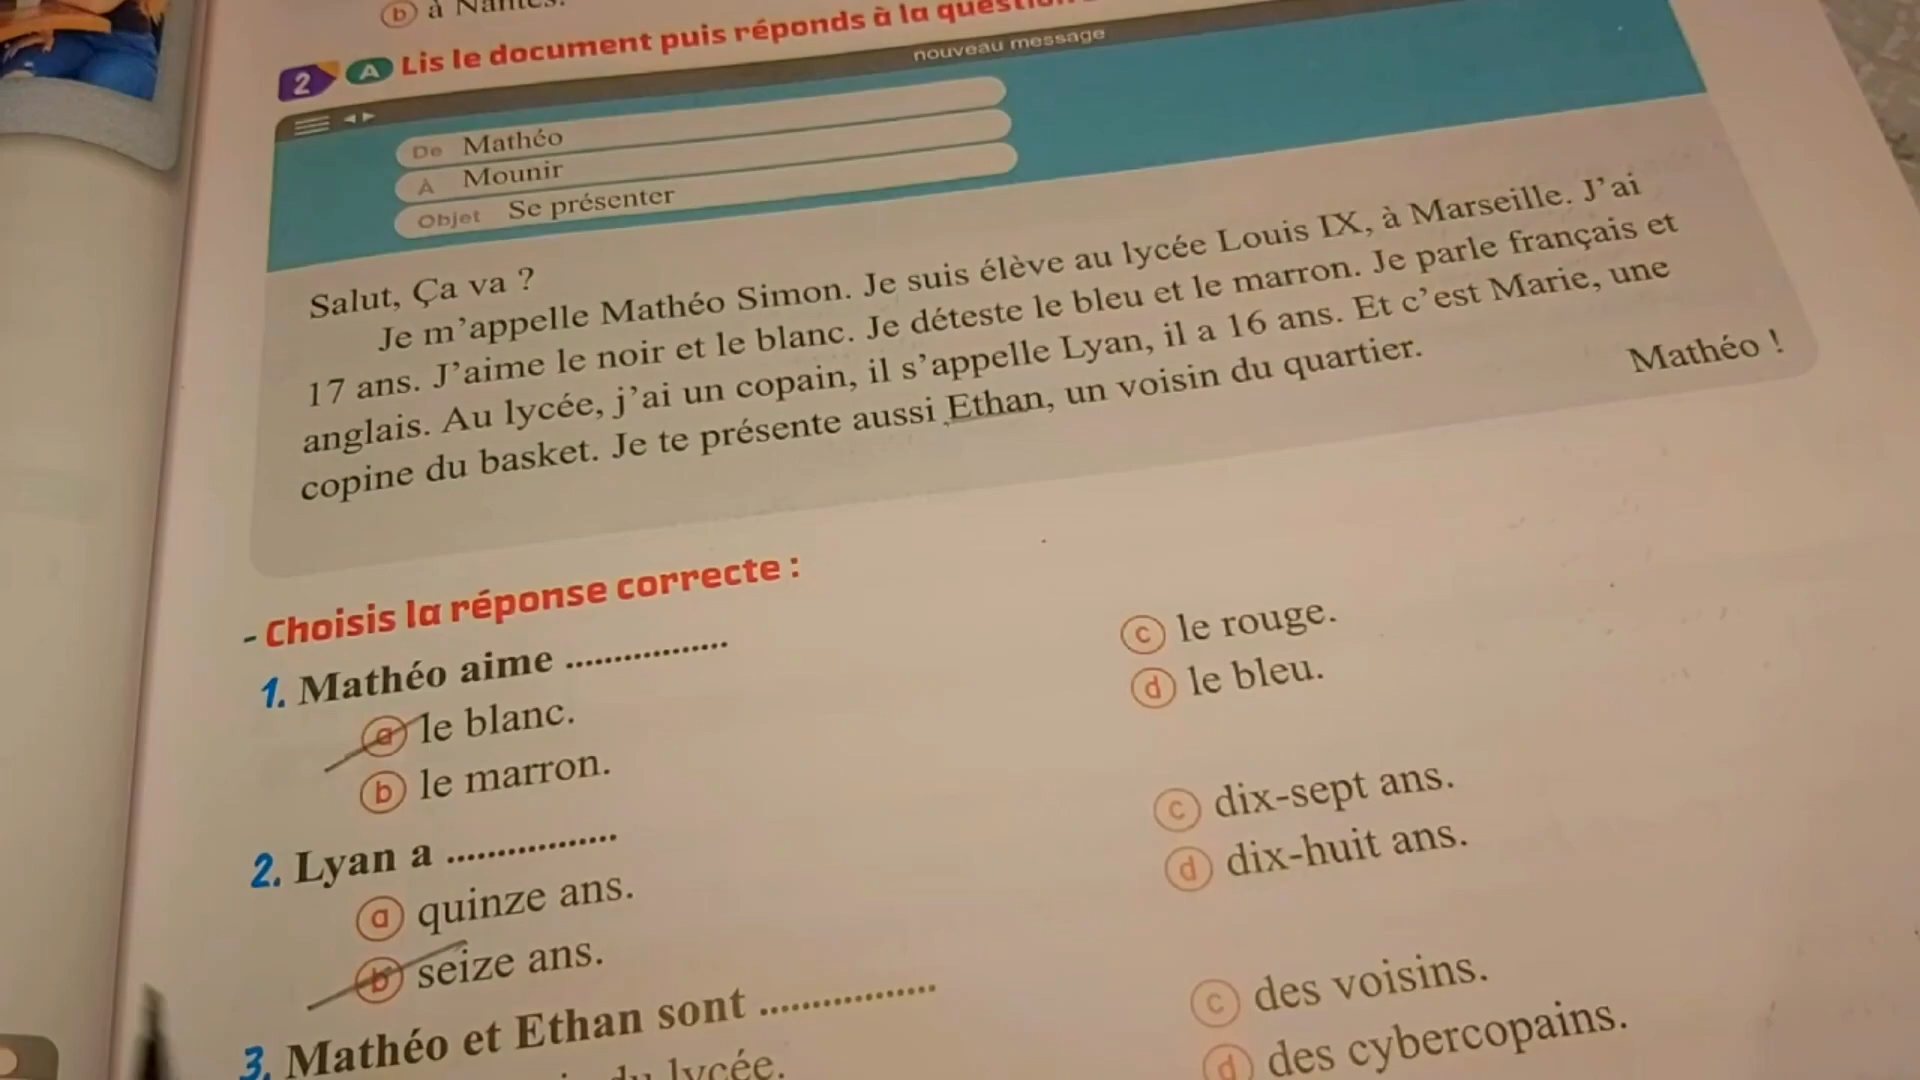 b à Nantes.
2 A Lis le document puis réponds à la
nouveau message
De Mathéo
À Mounir
Objet Se présenter
Salut, Ça va ?
Je m'appelle Mathéo Simon. Je suis élève au lycée Louis IX, à Marseille. J'ai
17 ans. J'aime le noir et le blanc. Je déteste le bleu et le marron. Je parle français et
anglais. Au lycée, j'ai un copain, il s'appelle Lyan, il a 16 ans. Et c'est Marie, une
copine du basket. Je te présente aussi Ethan, un voisin du quartier.
Mathéo !
- Choisis la réponse correcte :
1. Mathéo aime .................
a le blanc.
b le marron.
c le rouge.
d le bleu.
2. Lyan a .................
a quinze ans.
b seize ans.
c dix-sept ans.
d dix-huit ans.
3. Mathéo et Ethan sont .................
du lycée.
c des voisins.
d des cybercopains.